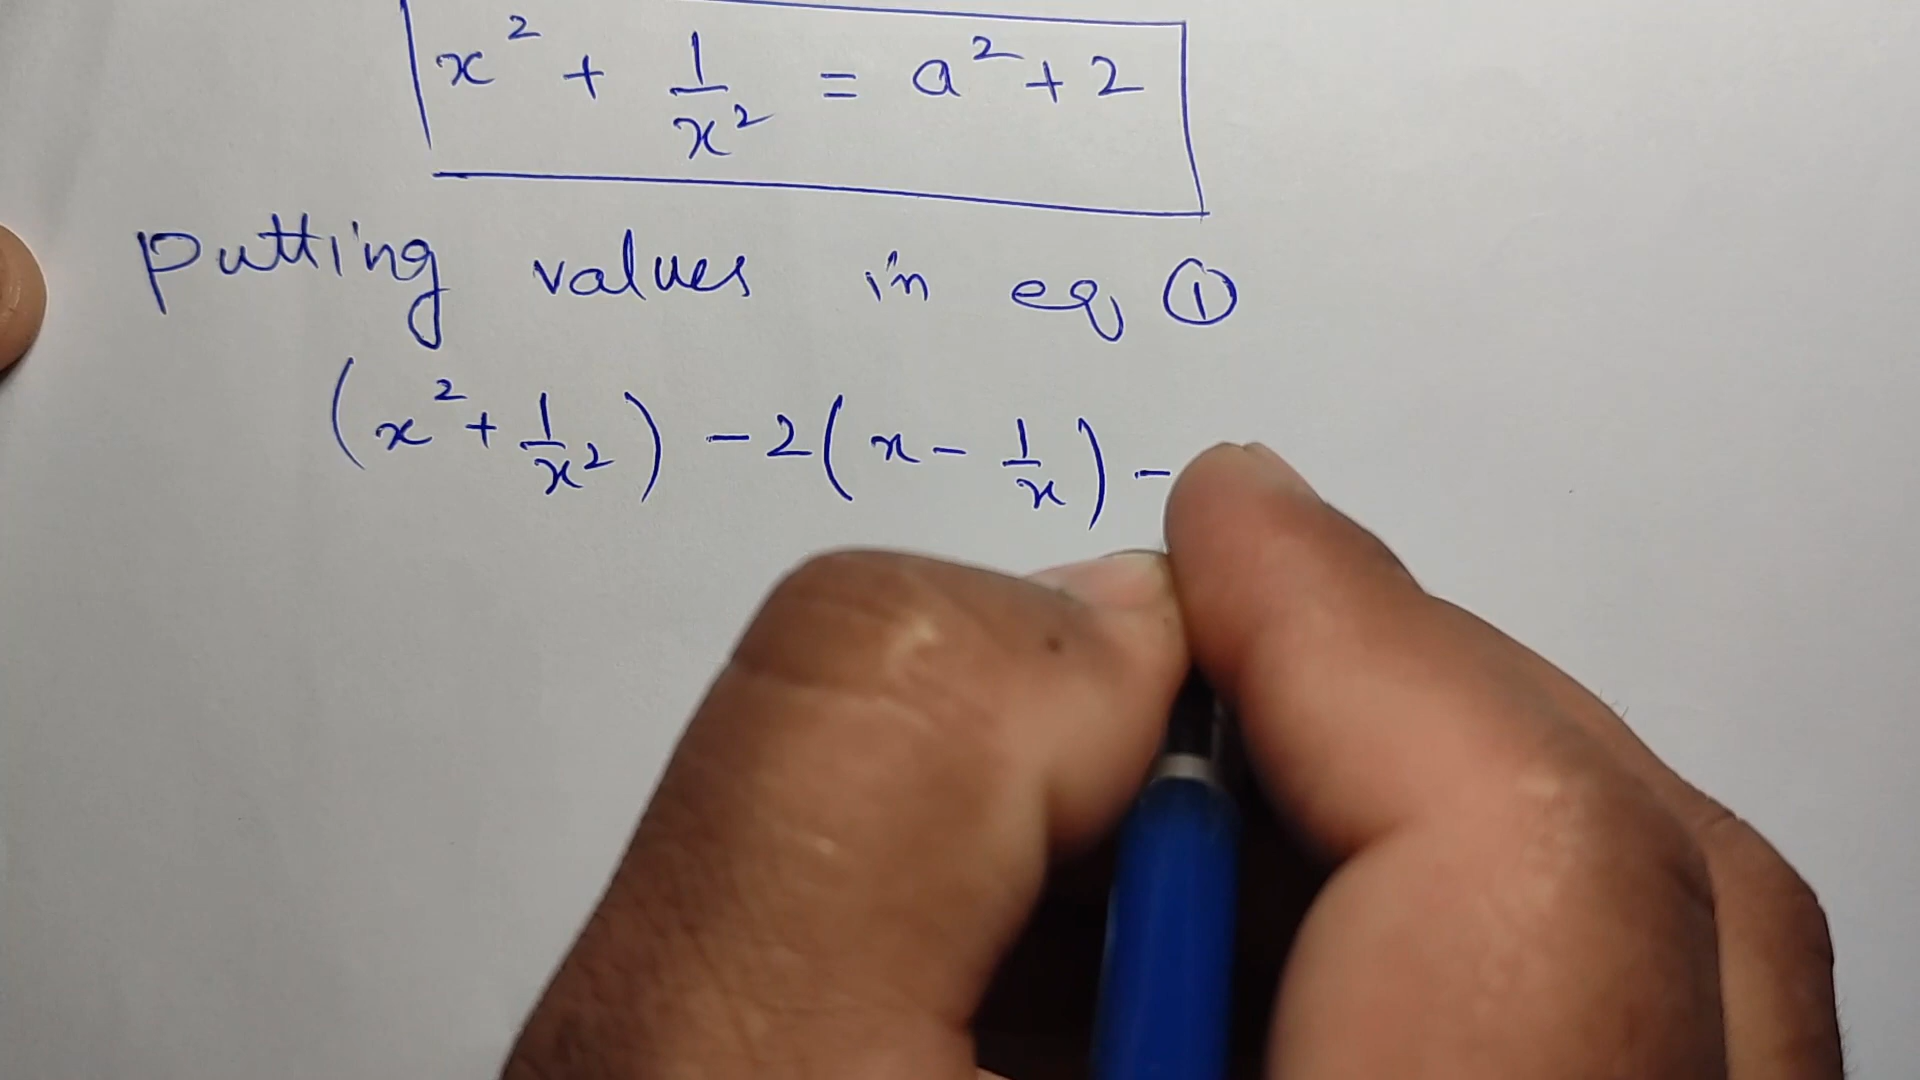 x² + 1/x² = a² + 2
putting values in eq ①
(x² + 1/x²) - 2(x - 1/x) -